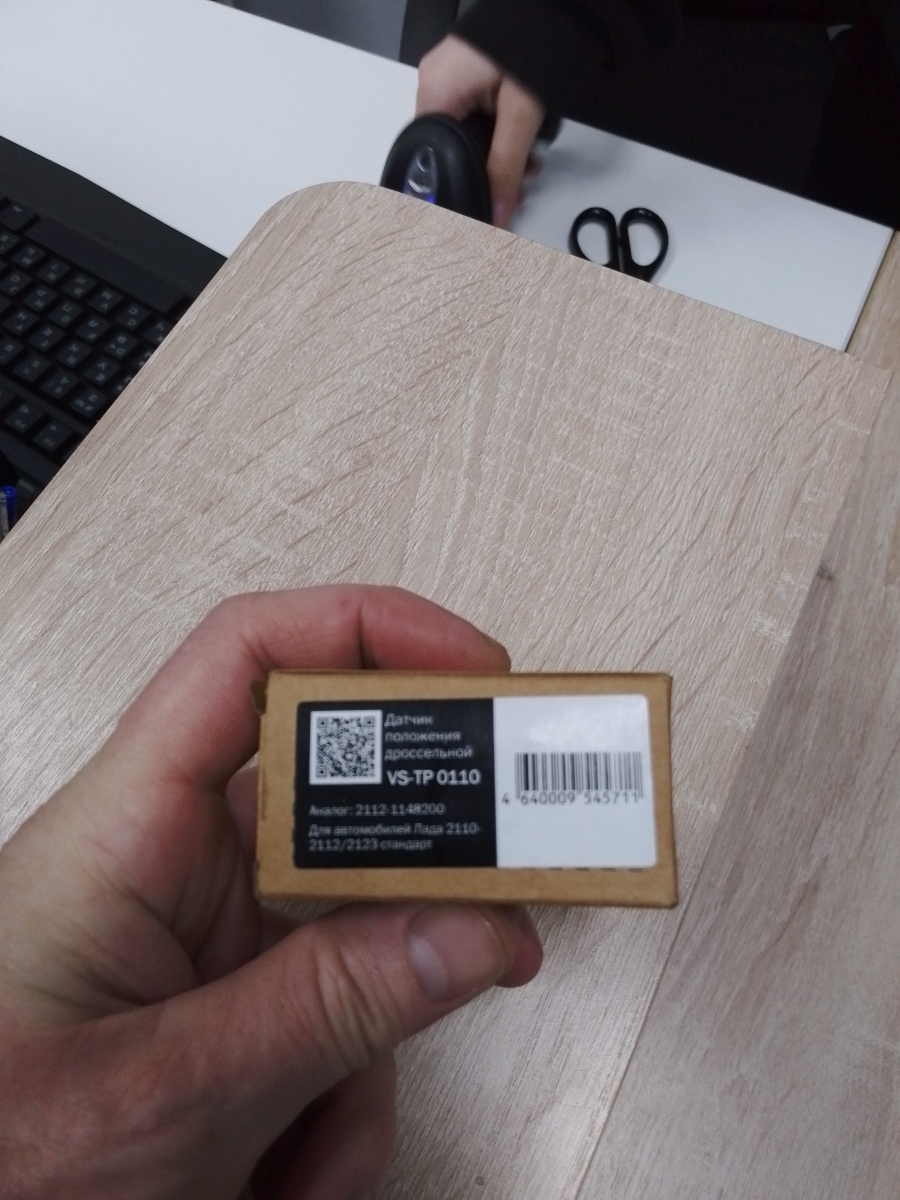 Датчик
положения
дроссельной
VS-TP 0110
Аналог: 2112-1148200
Для автомобилей Лада 2110-
2112/2123 стандарт
4 640009 545711